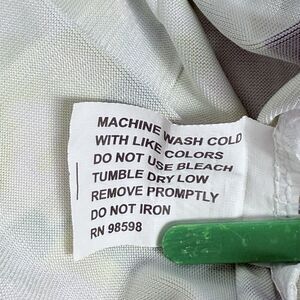 MACHINE WASH COLD
WITH LIKE COLORS
DO NOT USE BLEACH
TUMBLE DRY LOW
REMOVE PROMPTLY
DO NOT IRON
RN 98598